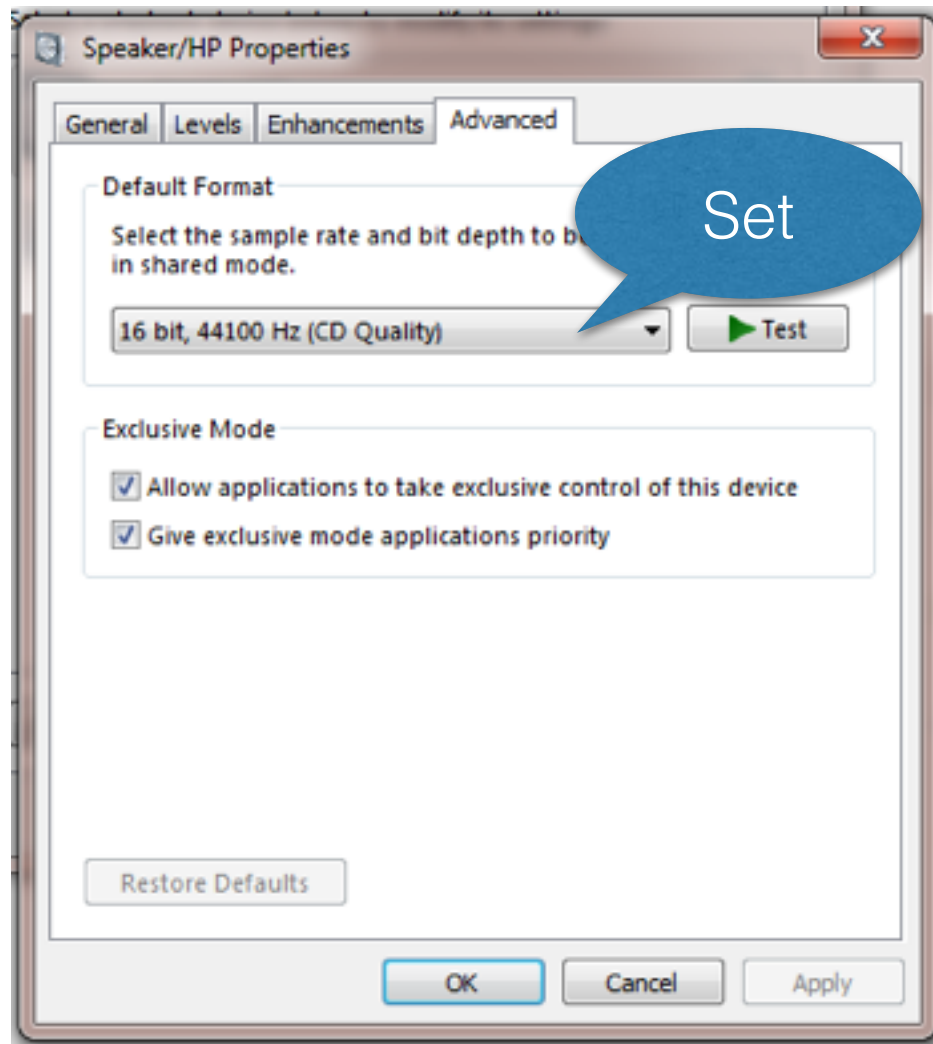 Speaker/HP Properties
General Levels Enhancements Advanced
Default Format
Set
Select the sample rate and bit depth to
in shared mode.
16 bit, 44100 Hz (CD Quality)
Test
Exclusive Mode
Allow applications to take exclusive control of this device
Give exclusive mode applications priority
Restore Defaults
OK Cancel Apply